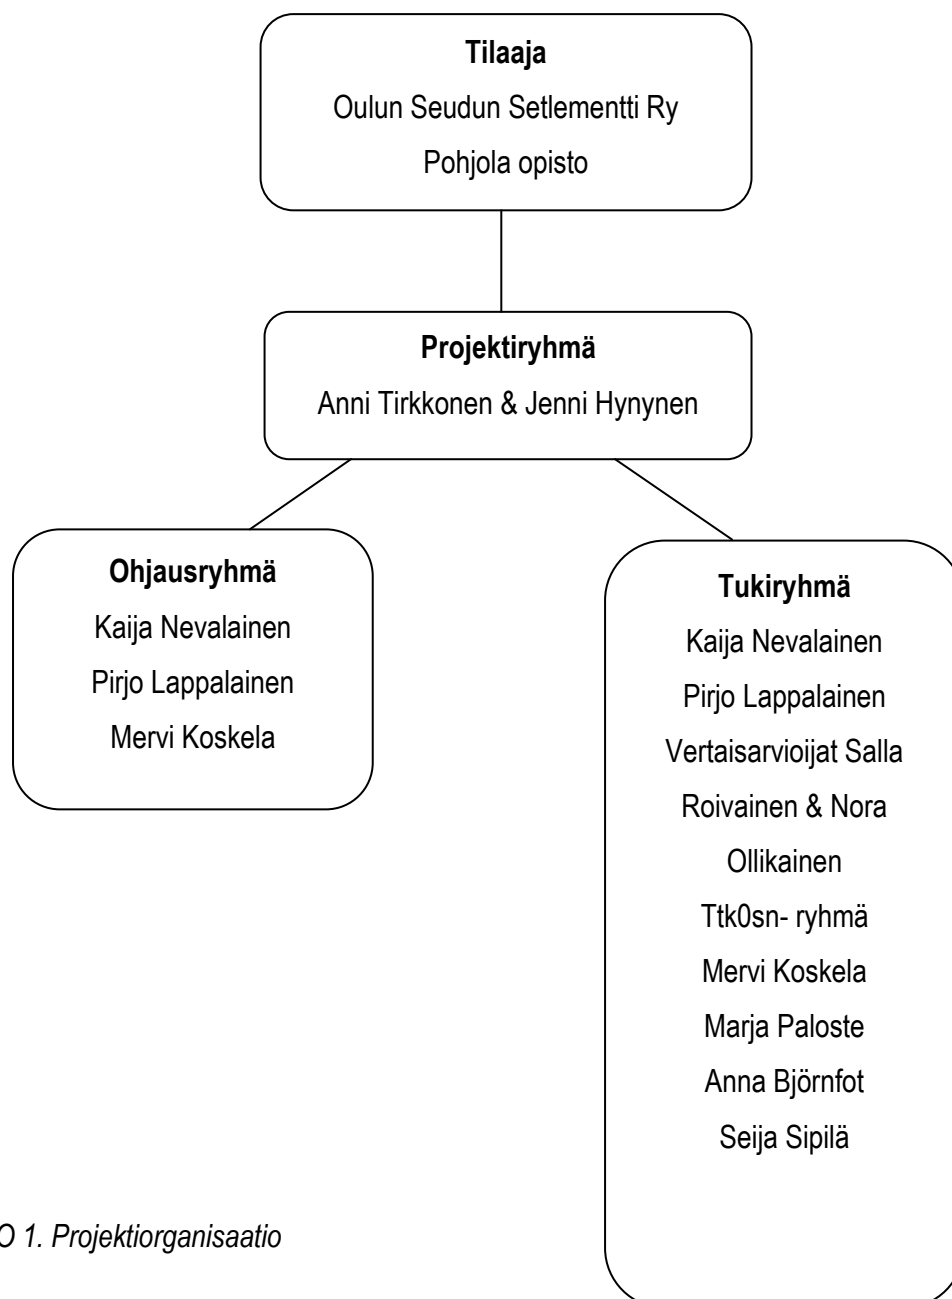 Tilaaja
Oulun Seudun Setlementti Ry
Pohjola opisto
Projektiryhmä
Anni Tirkkonen & Jenni Hynynen
Ohjausryhmä
Kaija Nevalainen
Pirjo Lappalainen
Mervi Koskela
Tukiryhmä
Kaija Nevalainen
Pirjo Lappalainen
Vertaisarvioijat Salla
Roivainen & Nora
Ollikainen
Ttk0sn- ryhmä
Mervi Koskela
Marja Paloste
Anna Björnfot
Seija Sipilä
O 1. Projektiorganisaatio